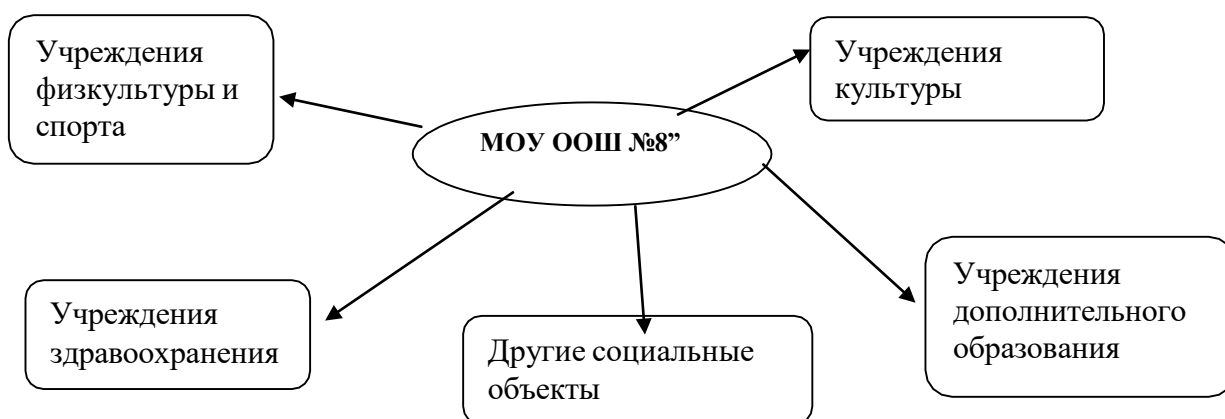 Учреждения
физкультуры и
спорта
Учреждения
культуры
МОУ ООШ №8”
Учреждения
здравоохранения
Другие социальные
объекты
Учреждения
дополнительного
образования